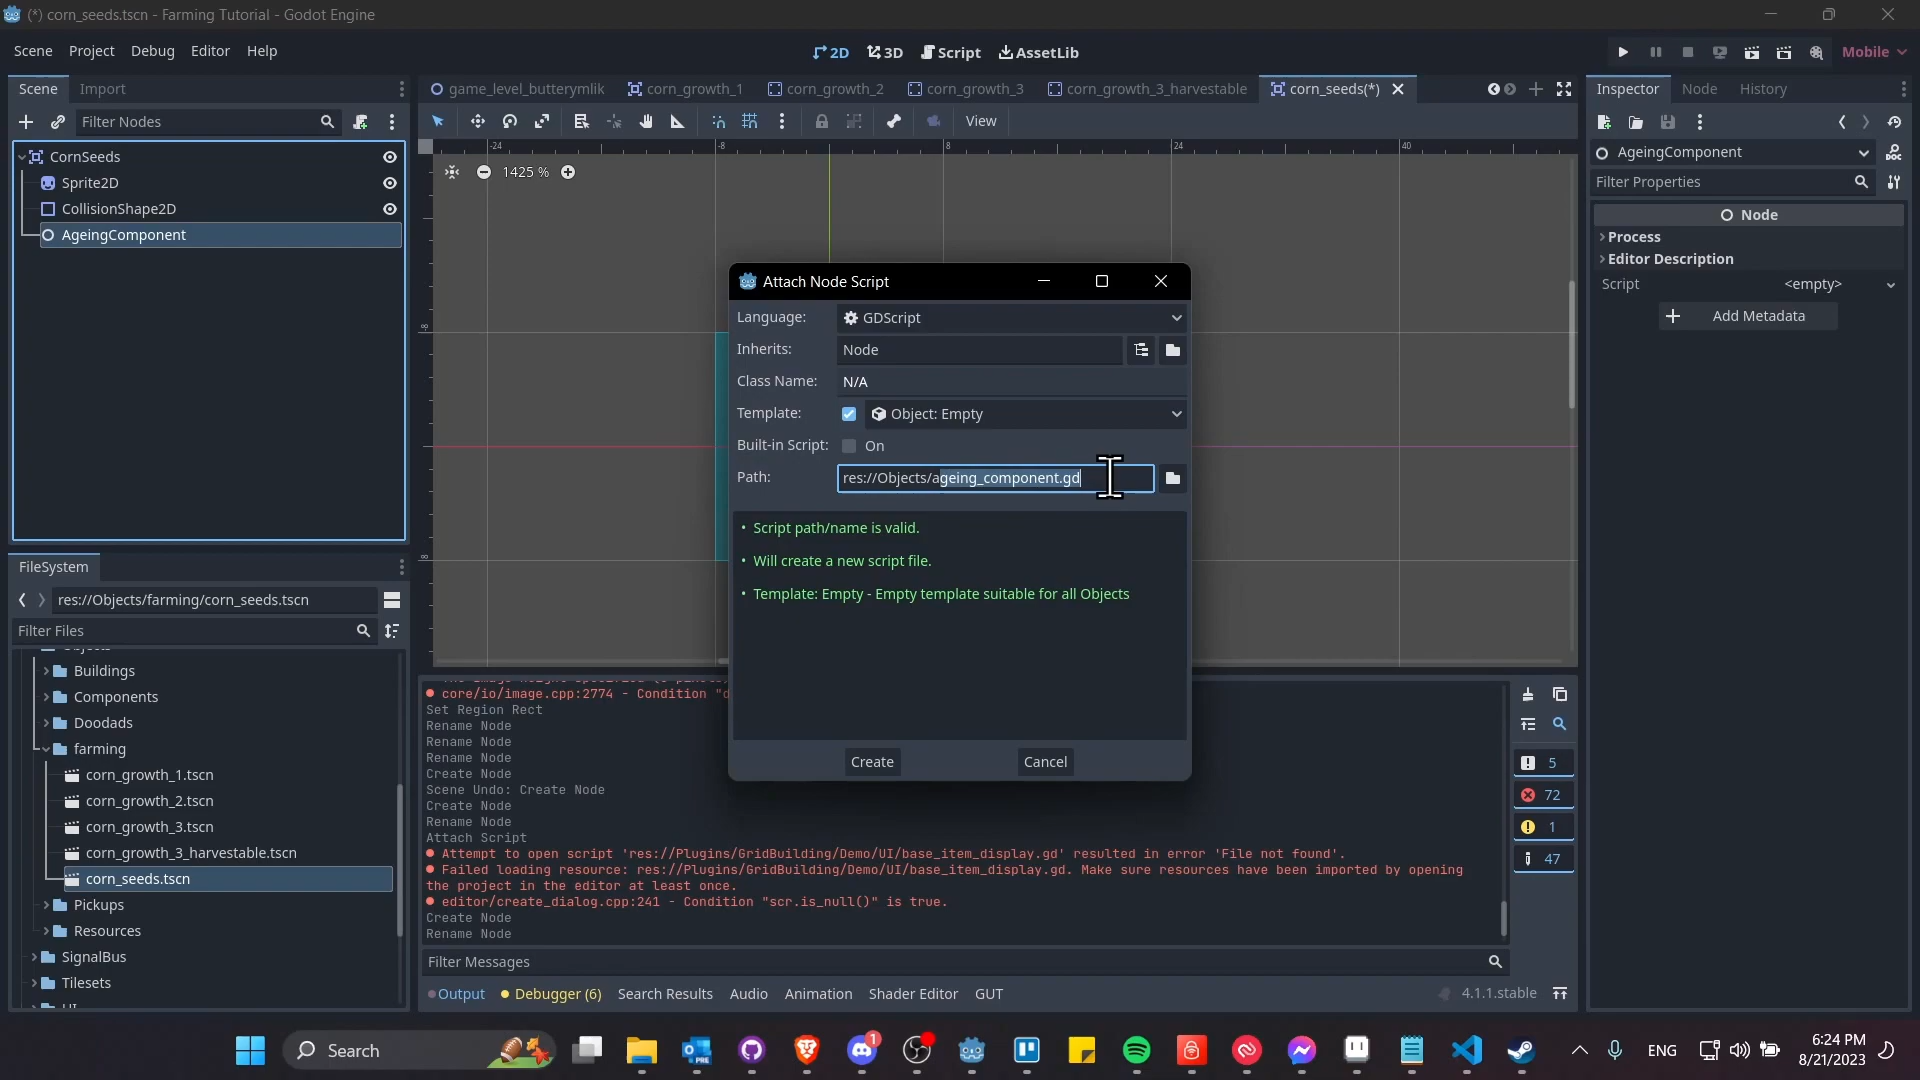 (*) corn_seeds.tscn - Farming Tutorial - Godot Engine
Scene Project Debug Editor Help
2D 3D Script AssetLib
Mobile
Scene Import
Filter Nodes
CornSeeds
Sprite2D
CollisionShape2D
AgeingComponent
FileSystem
res://Objects/farming/corn_seeds.tscn
Filter Files
Objects
Buildings
Components
Doodads
farming
corn_growth_1.tscn
corn_growth_2.tscn
corn_growth_3.tscn
corn_growth_3_harvestable.tscn
corn_seeds.tscn
Pickups
Resources
SignalBus
Tilesets
UI
game_level_butterymlik corn_growth_1 corn_growth_2 corn_growth_3 corn_growth_3_harvestable corn_seeds(*)
View
-24 -8 8 24 40
1425 %
-8
8
Attach Node Script
Language: GDScript
Inherits: Node
Class Name: N/A
Template: Object: Empty
Built-in Script: On
Path: res://Objects/ageing_component.gd
• Script path/name is valid.
• Will create a new script file.
• Template: Empty - Empty template suitable for all Objects
Create Cancel
core/io/image.cpp:2774 - Condition "d
Set Region Rect
Rename Node
Rename Node
Rename Node
Create Node
Scene Undo: Create Node
Create Node
Rename Node
Attach Script
Attempt to open script 'res://Plugins/GridBuilding/Demo/UI/base_item_display.gd' resulted in error 'File not found'.
Failed loading resource: res://Plugins/GridBuilding/Demo/UI/base_item_display.gd. Make sure resources have been imported by opening
the project in the editor at least once.
editor/create_dialog.cpp:241 - Condition "scr.is_null()" is true.
Create Node
Rename Node
5
72
1
47
Filter Messages
Output Debugger (6) Search Results Audio Animation Shader Editor GUT 4.1.1.stable
Inspector Node History
AgeingComponent
Filter Properties
Node
Process
Editor Description
Script <empty>
Add Metadata
Search
1
ENG
6:24 PM
8/21/2023